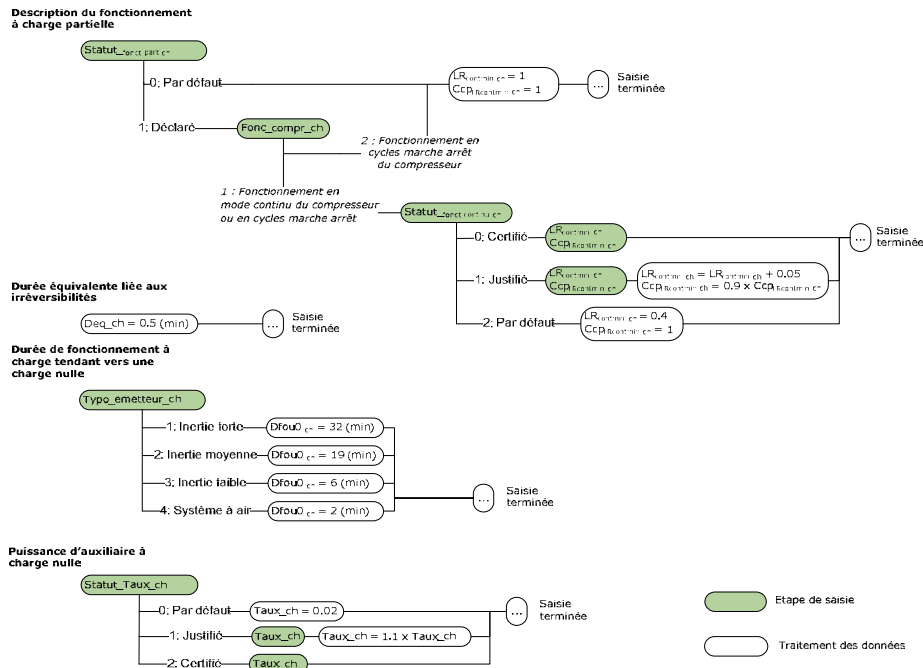 Description du fonctionnement
à charge partielle
Statut_fonct part ch
0: Par défaut
LRcontmin ch = 1
CcpLRcontmin ch = 1
...
Saisie
terminée
1: Déclaré
Fonc_compr_ch
2 : Fonctionnement en
cycles marche arrêt
du compresseur
1 : Fonctionnement en
mode continu du compresseur
ou en cycles marche arrêt
Statut_fonct continu ch
0: Certifié
LRcontmin ch
CcpLRcontmin ch
...
Saisie
terminée
1: Justifié
LRcontmin ch
CcpLRcontmin ch
LRcontmin ch = LRcontmin ch + 0.05
CcpLRcontmin ch = 0.9 x CcpLRcontmin ch
2: Par défaut
LRcontmin ch = 0.4
CcpLRcontmin ch = 1
Durée équivalente liée aux
irréversibilités
Deq_ch = 0.5 (min)
...
Saisie
terminée
Durée de fonctionnement à
charge tendant vers une
charge nulle
Typo_emetteur_ch
1: Inertie forte
Dfou0 ch = 32 (min)
2: Inertie moyenne
Dfou0 ch = 19 (min)
3: Inertie faible
Dfou0 ch = 6 (min)
4: Système à air
Dfou0 ch = 2 (min)
...
Saisie
terminée
Puissance d'auxiliaire à
charge nulle
Statut_Taux_ch
0: Par défaut
Taux_ch = 0.02
...
Saisie
terminée
1: Justifié
Taux_ch
Taux_ch = 1.1 x Taux_ch
2: Certifié
Taux_ch
Etape de saisie
Traitement des données